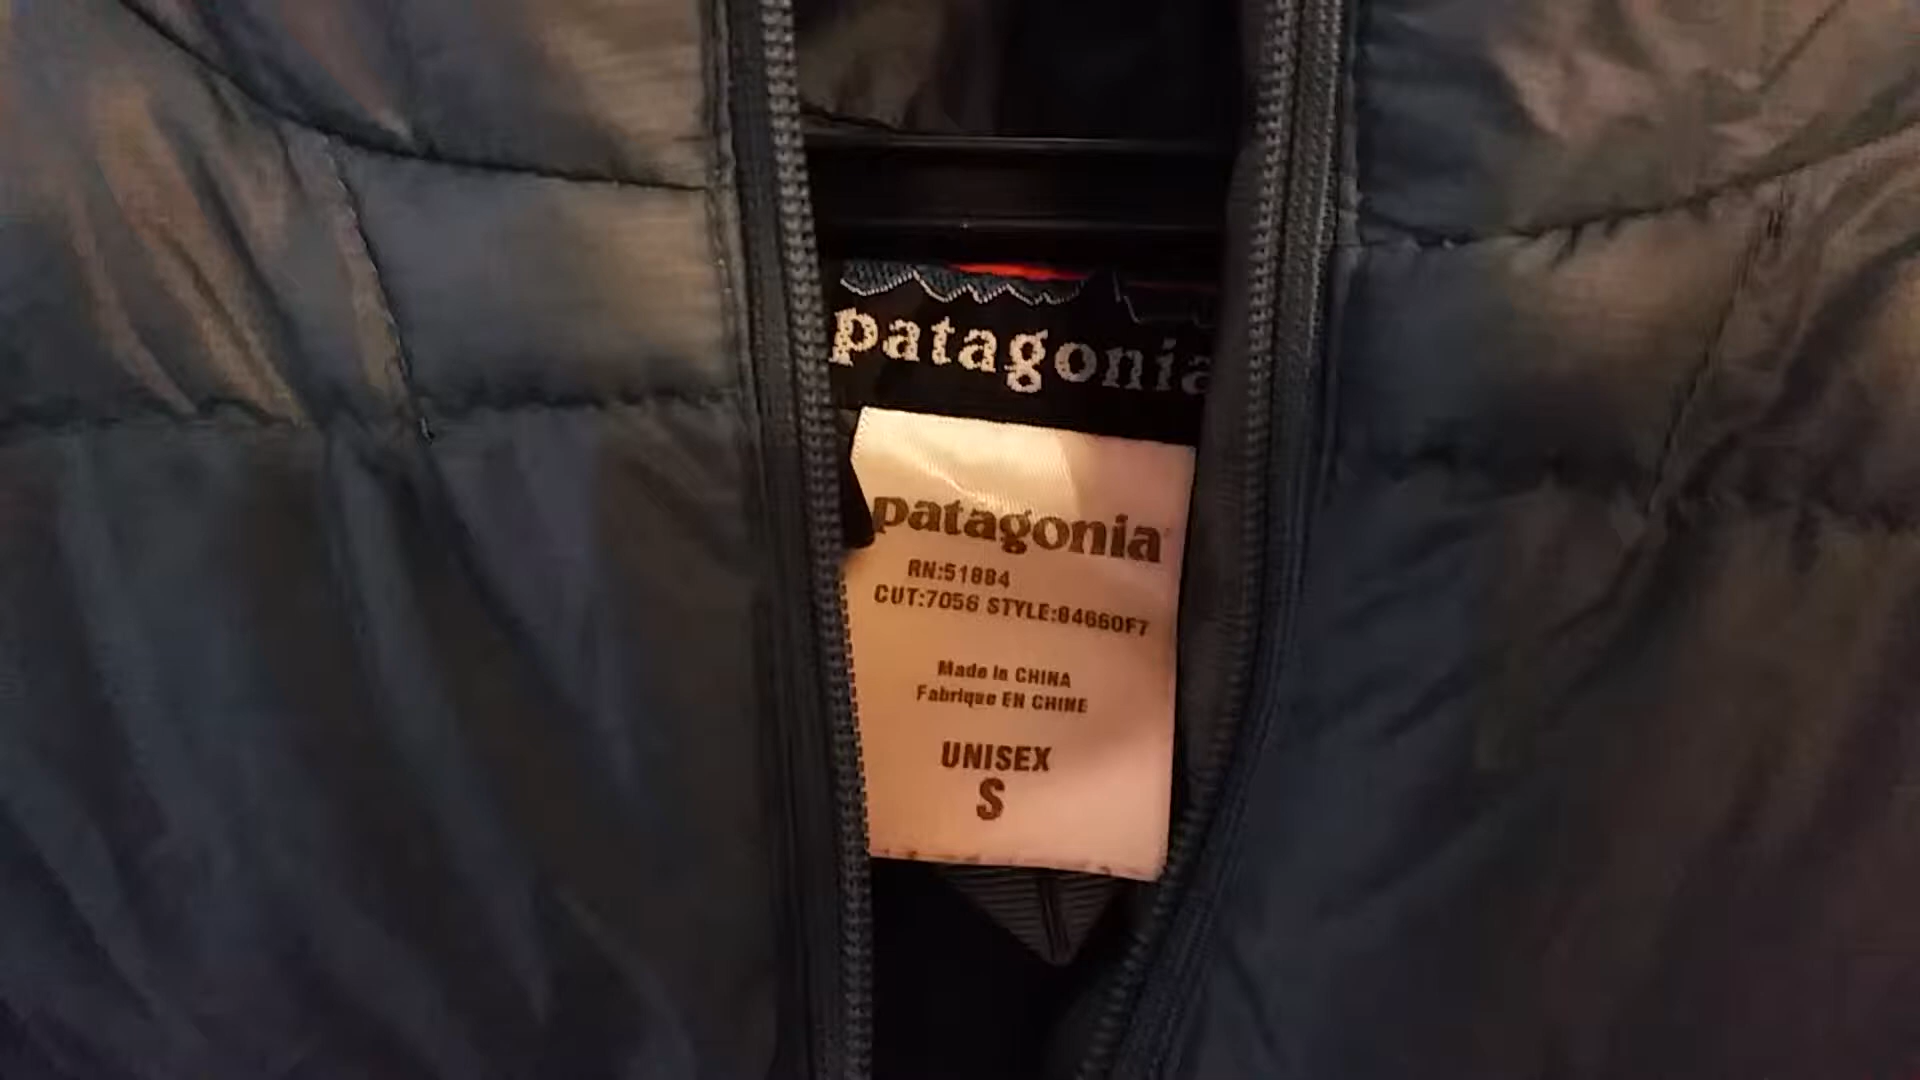 patagonia
patagonia
RN:51884
CUT:7056 STYLE:84660F7
Made in CHINA
Fabrique EN CHINE
UNISEX
S